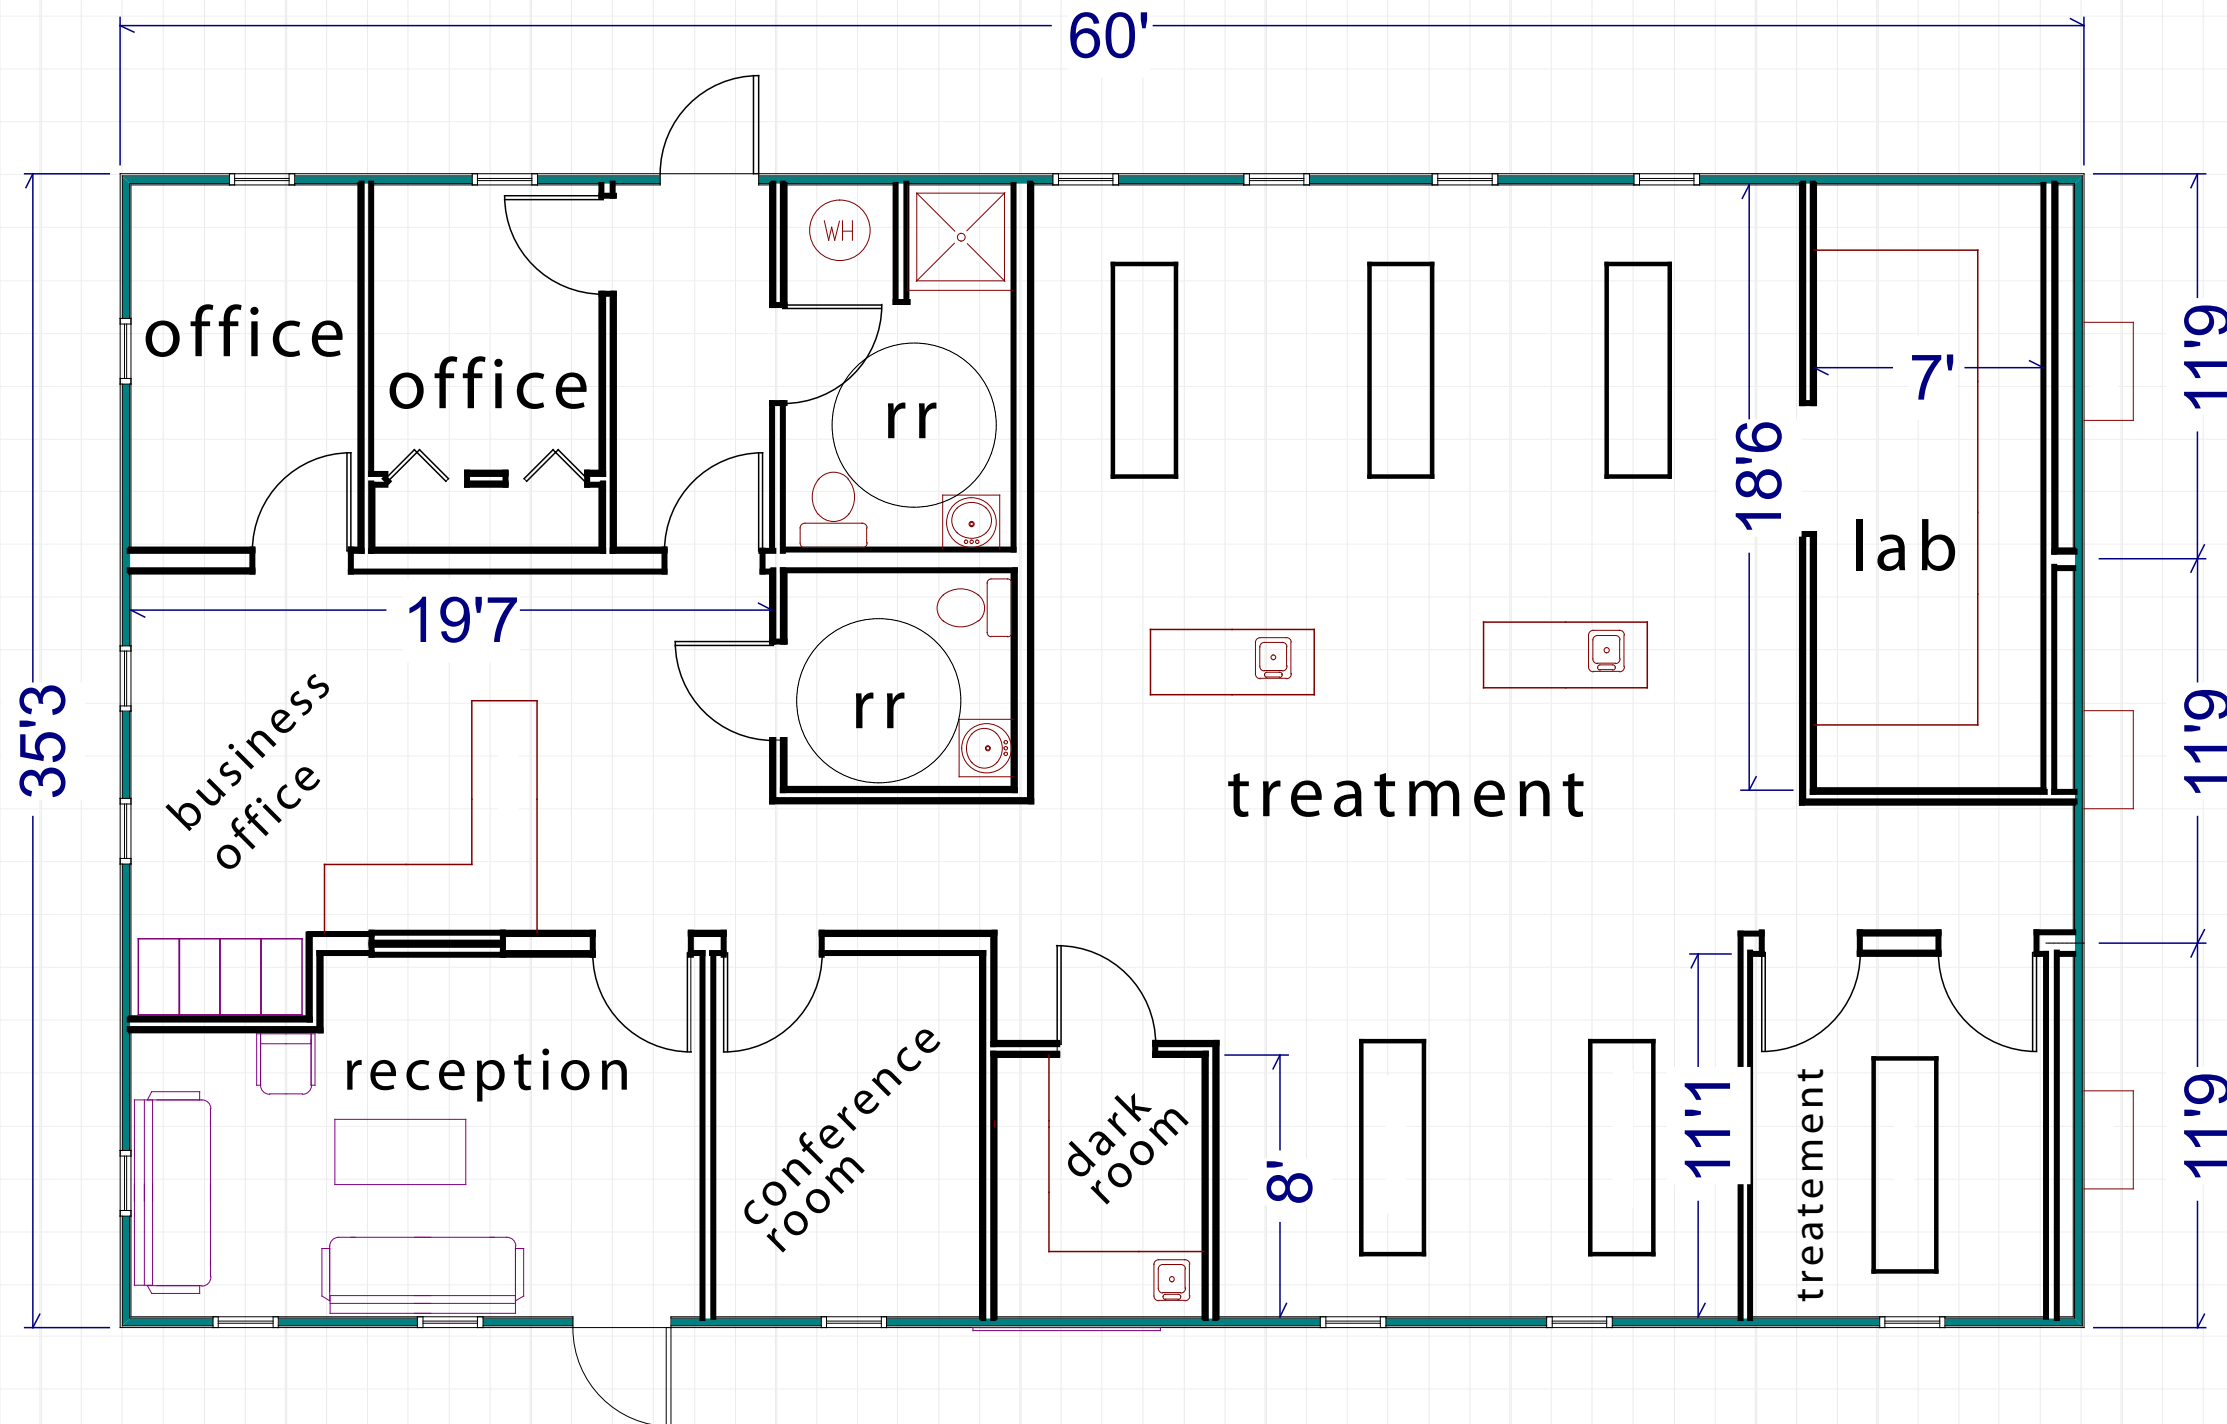 60'
WH
office
office
rr
7'
11'9
18'6
lab
19'7
rr
35'3
11'9
business
office
treatment
reception
conference
room
dark
room
8'
11'1
treatement
11'9